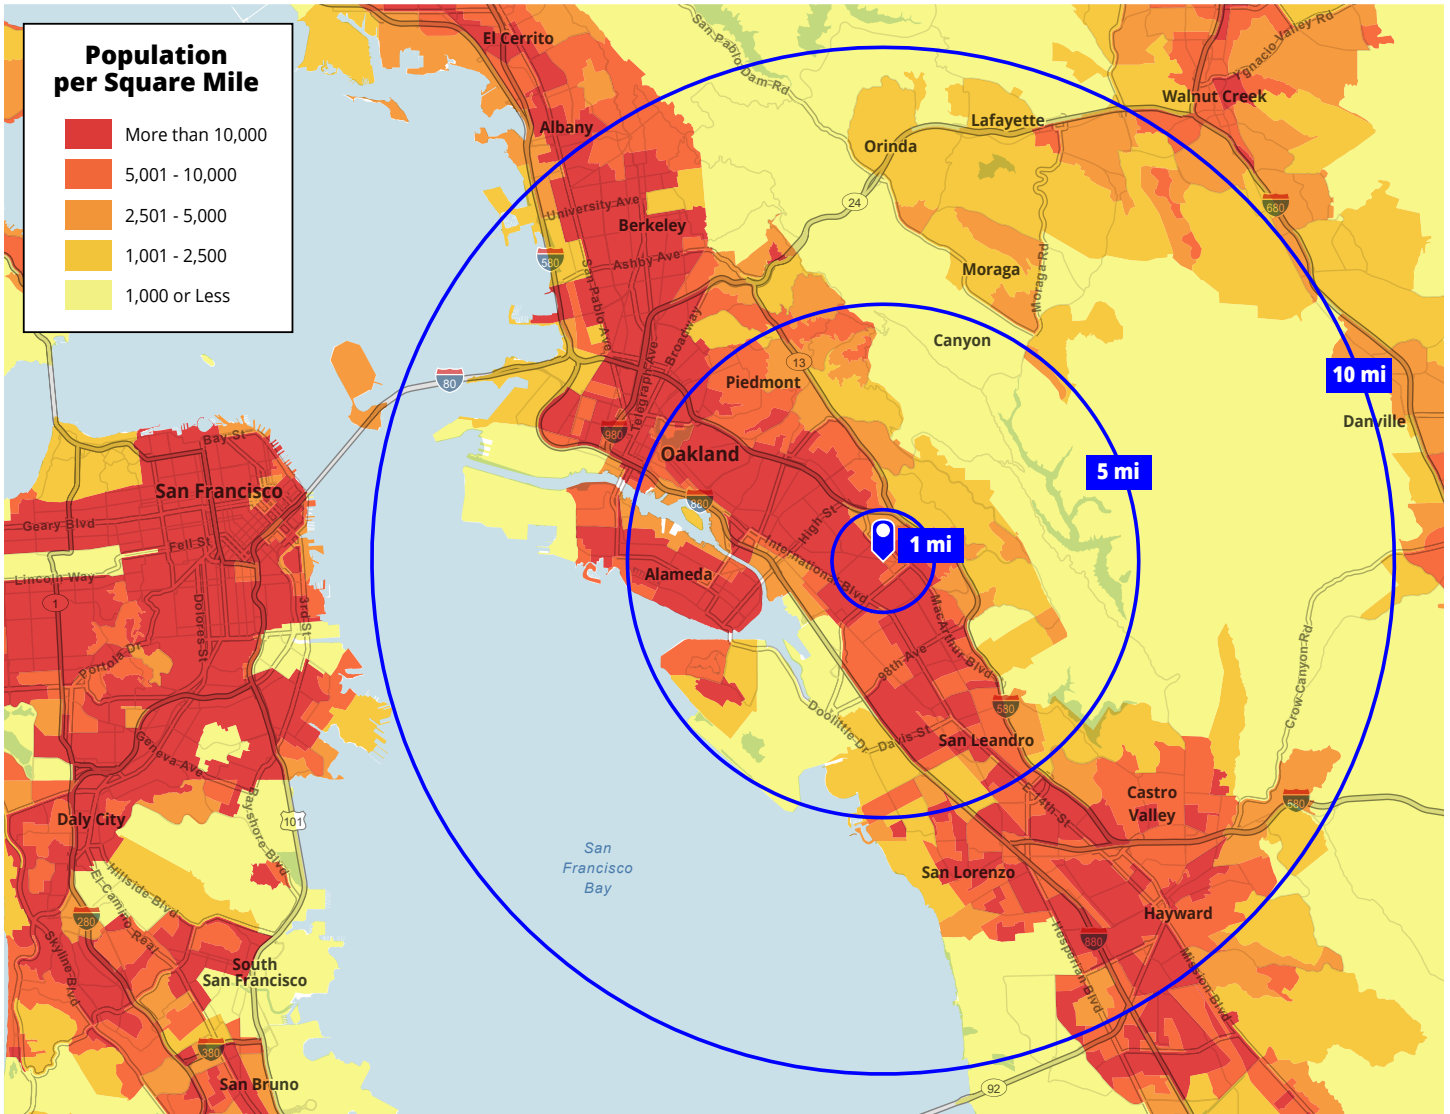 Population
per Square Mile
More than 10,000
5,001 - 10,000
2,501 - 5,000
1,001 - 2,500
1,000 or Less
El Cerrito
San Pablo Dam Rd
Ygnacio Valley Rd
Walnut Creek
Albany
Lafayette
Orinda
24
680
University Ave
Berkeley
580
Ashby Ave
San Pablo Ave
Moraga
Moraga Rd
Broadway
Telegraph Ave
Canyon
13
80
Piedmont
10 mi
Danville
980
Bay St
Oakland
5 mi
San Francisco
880
Geary Blvd
High St
Fell St
1 mi
International Blvd
Alameda
Lincoln Way
1
Dolores St
3rd St
MacArthur Blvd
Portola Dr
98th Ave
Crow Canyon Rd
580
Doolittle Dr
Davis St
San Leandro
Geneva Ave
Bayshore Blvd
E 14th St
Castro
Valley
580
Daly City
101
San
Francisco
Bay
Hillside Blvd
El Camino Real
San Lorenzo
280
Hayward
880
Skyline Blvd
Hesperian Blvd
Mission Blvd
South
San Francisco
380
San Bruno
92